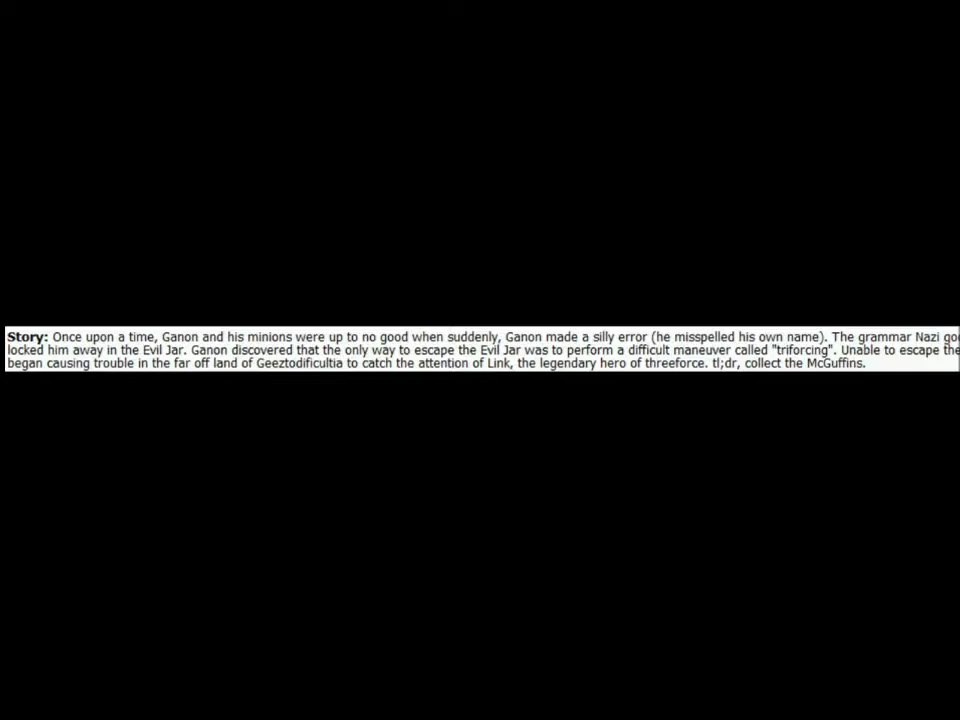 Story: Once upon a time, Ganon and his minions were up to no good when suddenly, Ganon made a silly error (he misspelled his own name). The grammar Nazi
locked him away in the Evil Jar. Ganon discovered that the only way to escape the Evil Jar was to perform a difficult maneuver called "triforcing". Unable to escape the
began causing trouble in the far off land of Geeztodificultia to catch the attention of Link, the legendary hero of threeforce. tl;dr, collect the McGuffins.